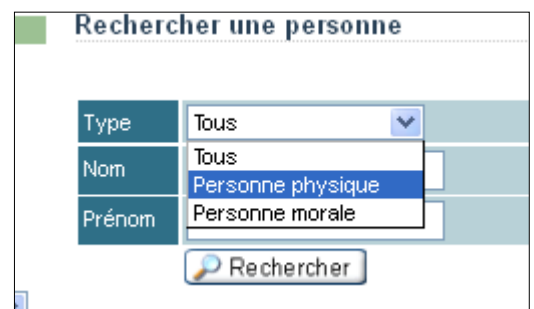 Rechercher une personne
Type Tous
Tous
Nom
Personne physique
Prénom Personne morale
Rechercher